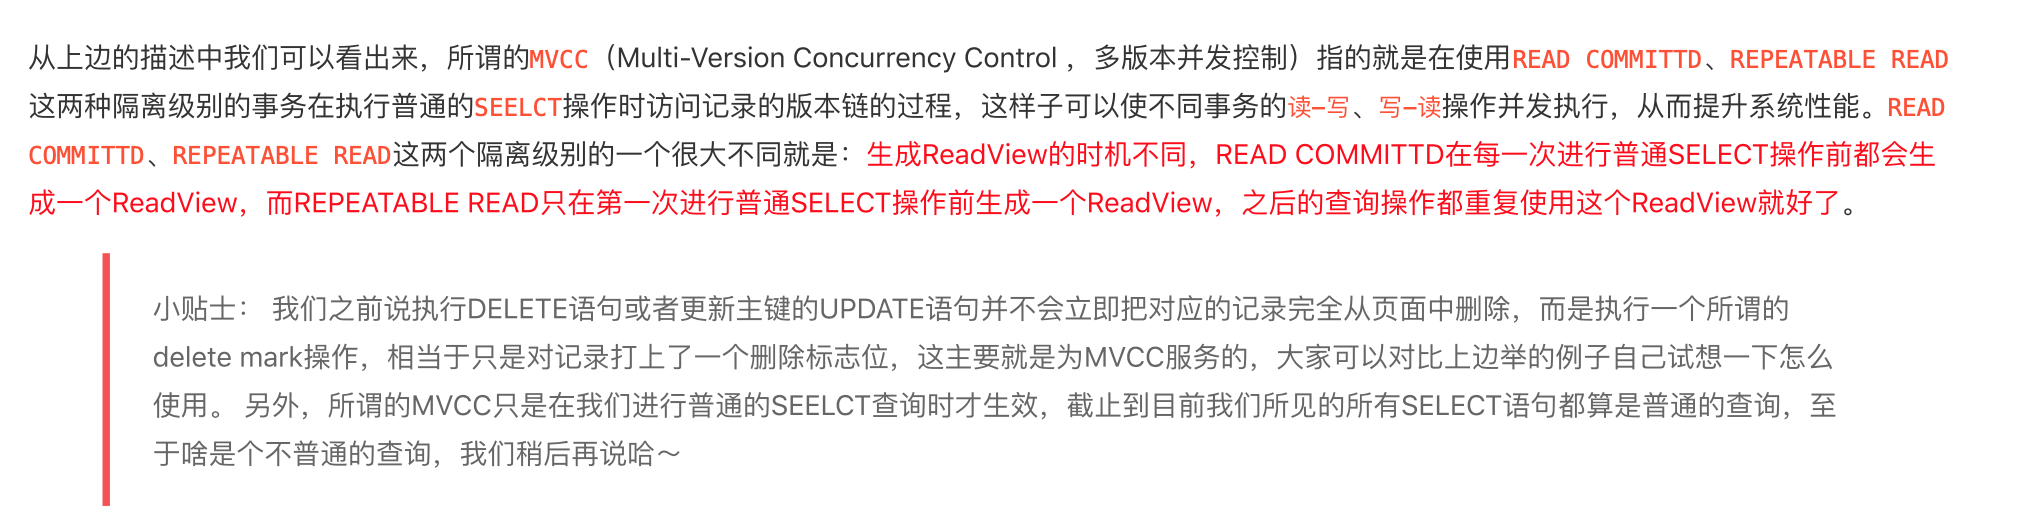 从上边的描述中我们可以看出来，所谓的MVCC（Multi-Version Concurrency Control ，多版本并发控制）指的就是在使用READ COMMITTD、REPEATABLE READ
这两种隔离级别的事务在执行普通的SEELCT操作时访问记录的版本链的过程，这样子可以使不同事务的读-写、写-读操作并发执行，从而提升系统性能。READ
COMMITTD、REPEATABLE READ这两个隔离级别的一个很大不同就是：生成ReadView的时机不同，READ COMMITTD在每一次进行普通SELECT操作前都会生
成一个ReadView，而REPEATABLE READ只在第一次进行普通SELECT操作前生成一个ReadView，之后的查询操作都重复使用这个ReadView就好了。
小贴士： 我们之前说执行DELETE语句或者更新主键的UPDATE语句并不会立即把对应的记录完全从页面中删除，而是执行一个所谓的
delete mark操作，相当于只是对记录打上了一个删除标志位，这主要就是为MVCC服务的，大家可以对比上边举的例子自己试想一下怎么
使用。 另外，所谓的MVCC只是在我们进行普通的SEELCT查询时才生效，截止到目前我们所见的所有SELECT语句都算是普通的查询，至
于啥是个不普通的查询，我们稍后再说哈～